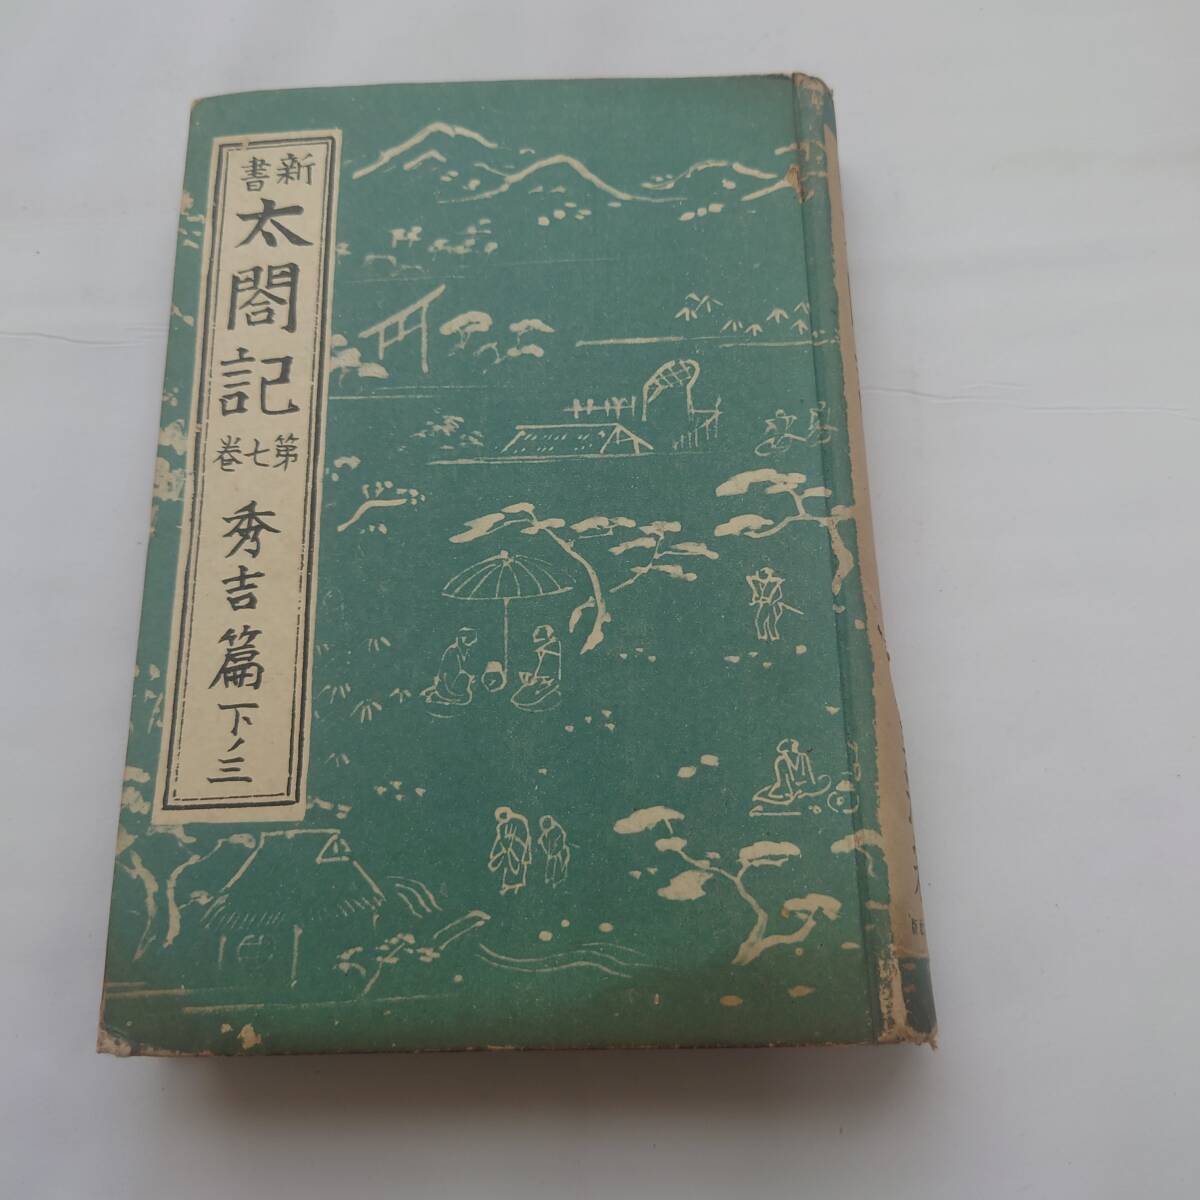 新書
太閤記
第七巻
秀吉篇
下ノ三